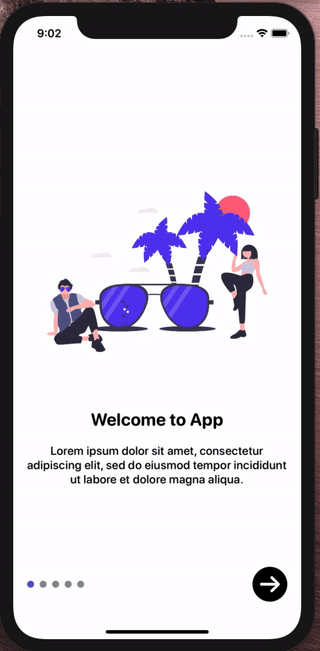 9:02
Welcome to App
Lorem ipsum dolor sit amet, consectetur
adipiscing elit, sed do eiusmod tempor incididunt
ut labore et dolore magna aliqua.